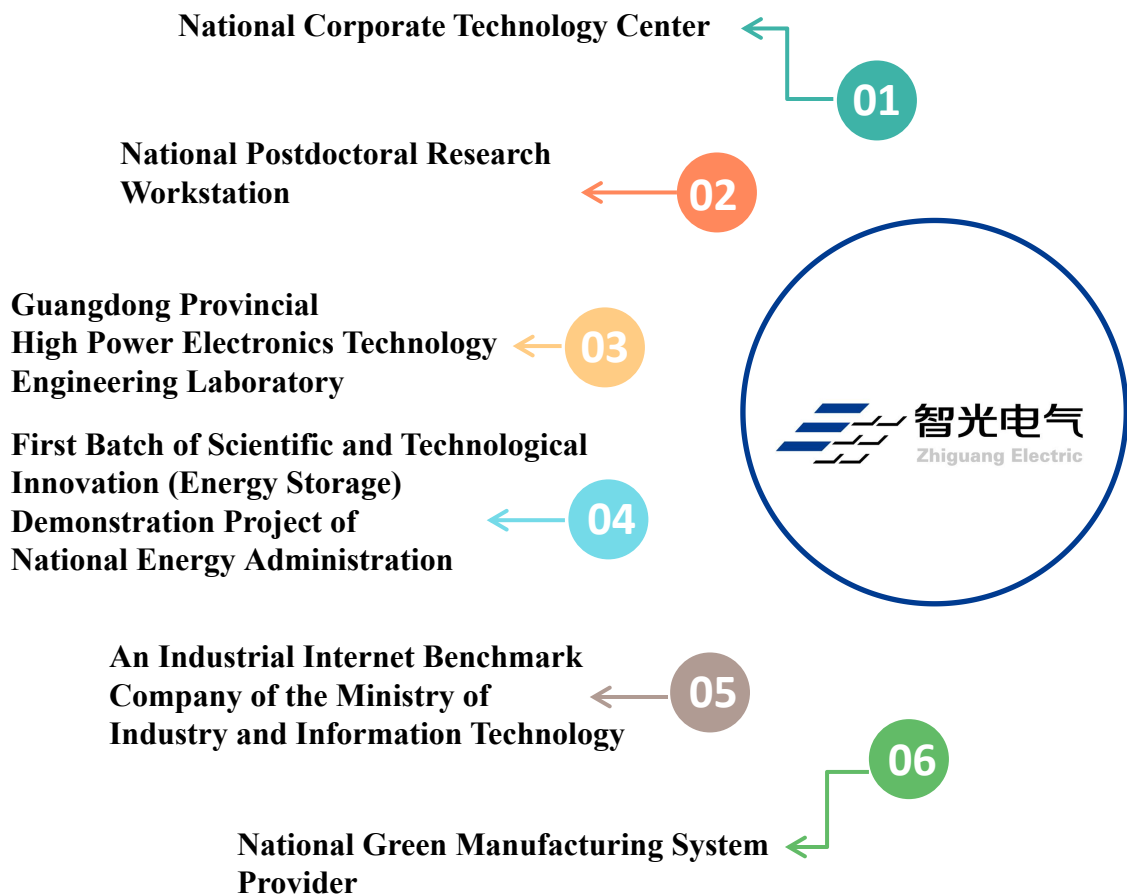 National Corporate Technology Center
01
National Postdoctoral Research
Workstation
02
Guangdong Provincial
High Power Electronics Technology
Engineering Laboratory
03
First Batch of Scientific and Technological
Innovation (Energy Storage)
Demonstration Project of
National Energy Administration
04
An Industrial Internet Benchmark
Company of the Ministry of
Industry and Information Technology
05
National Green Manufacturing System
Provider
06
智光电气
Zhiguang Electric